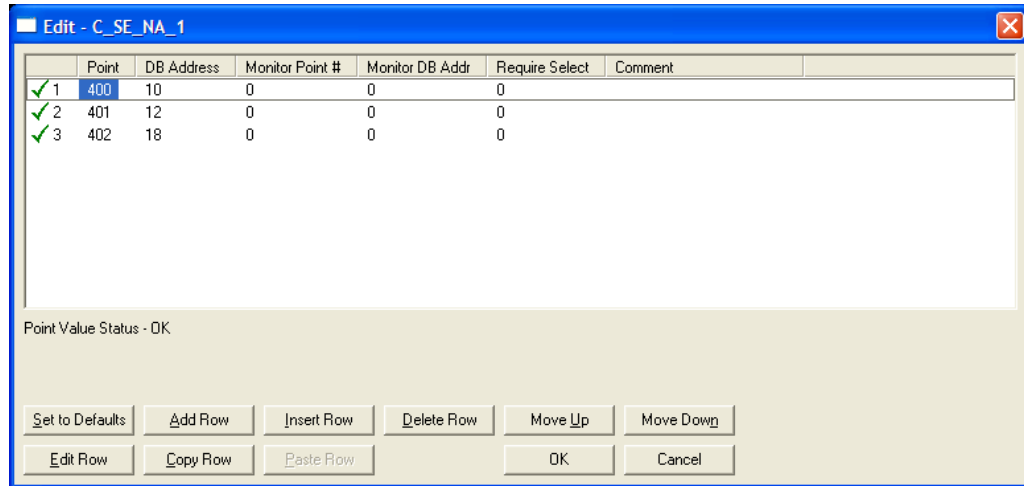 Edit - C_SE_NA_1
Point DB Address Monitor Point # Monitor DB Addr Require Select Comment
1 400 10 0 0 0
2 401 12 0 0 0
3 402 18 0 0 0
Point Value Status - OK
Set to Defaults Add Row Insert Row Delete Row Move Up Move Down
Edit Row Copy Row Paste Row OK Cancel